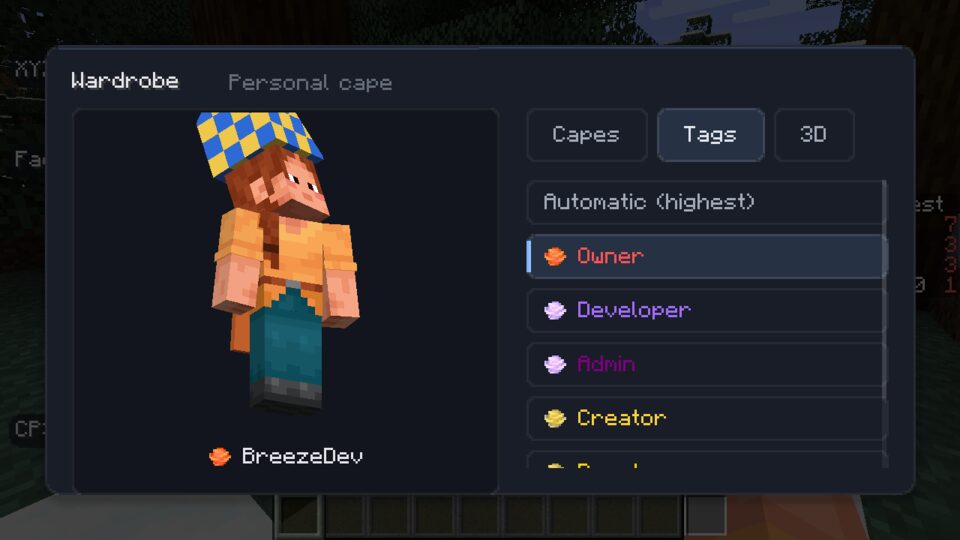 Wardrobe Personal cape
Capes Tags 3D
Automatic (highest)
Owner
Developer
Admin
Creator
BreezeDev